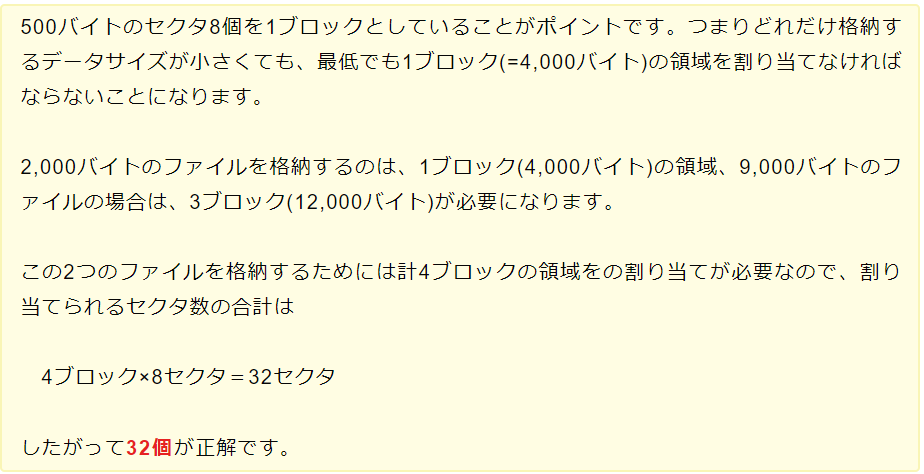 500バイトのセクタ8個を1ブロックとしていることがポイントです。つまりどれだけ格納す
るデータサイズが小さくても、最低でも1ブロック(=4,000バイト)の領域を割り当てなければ
ならないことになります。
2,000バイトのファイルを格納するのは、1ブロック(4,000バイト)の領域、9,000バイトのフ
ァイルの場合は、3ブロック(12,000バイト)が必要になります。
この2つのファイルを格納するためには計4ブロックの領域をの割り当てが必要なので、割り
当てられるセクタ数の合計は
4ブロック×8セクタ＝32セクタ
したがって32個が正解です。